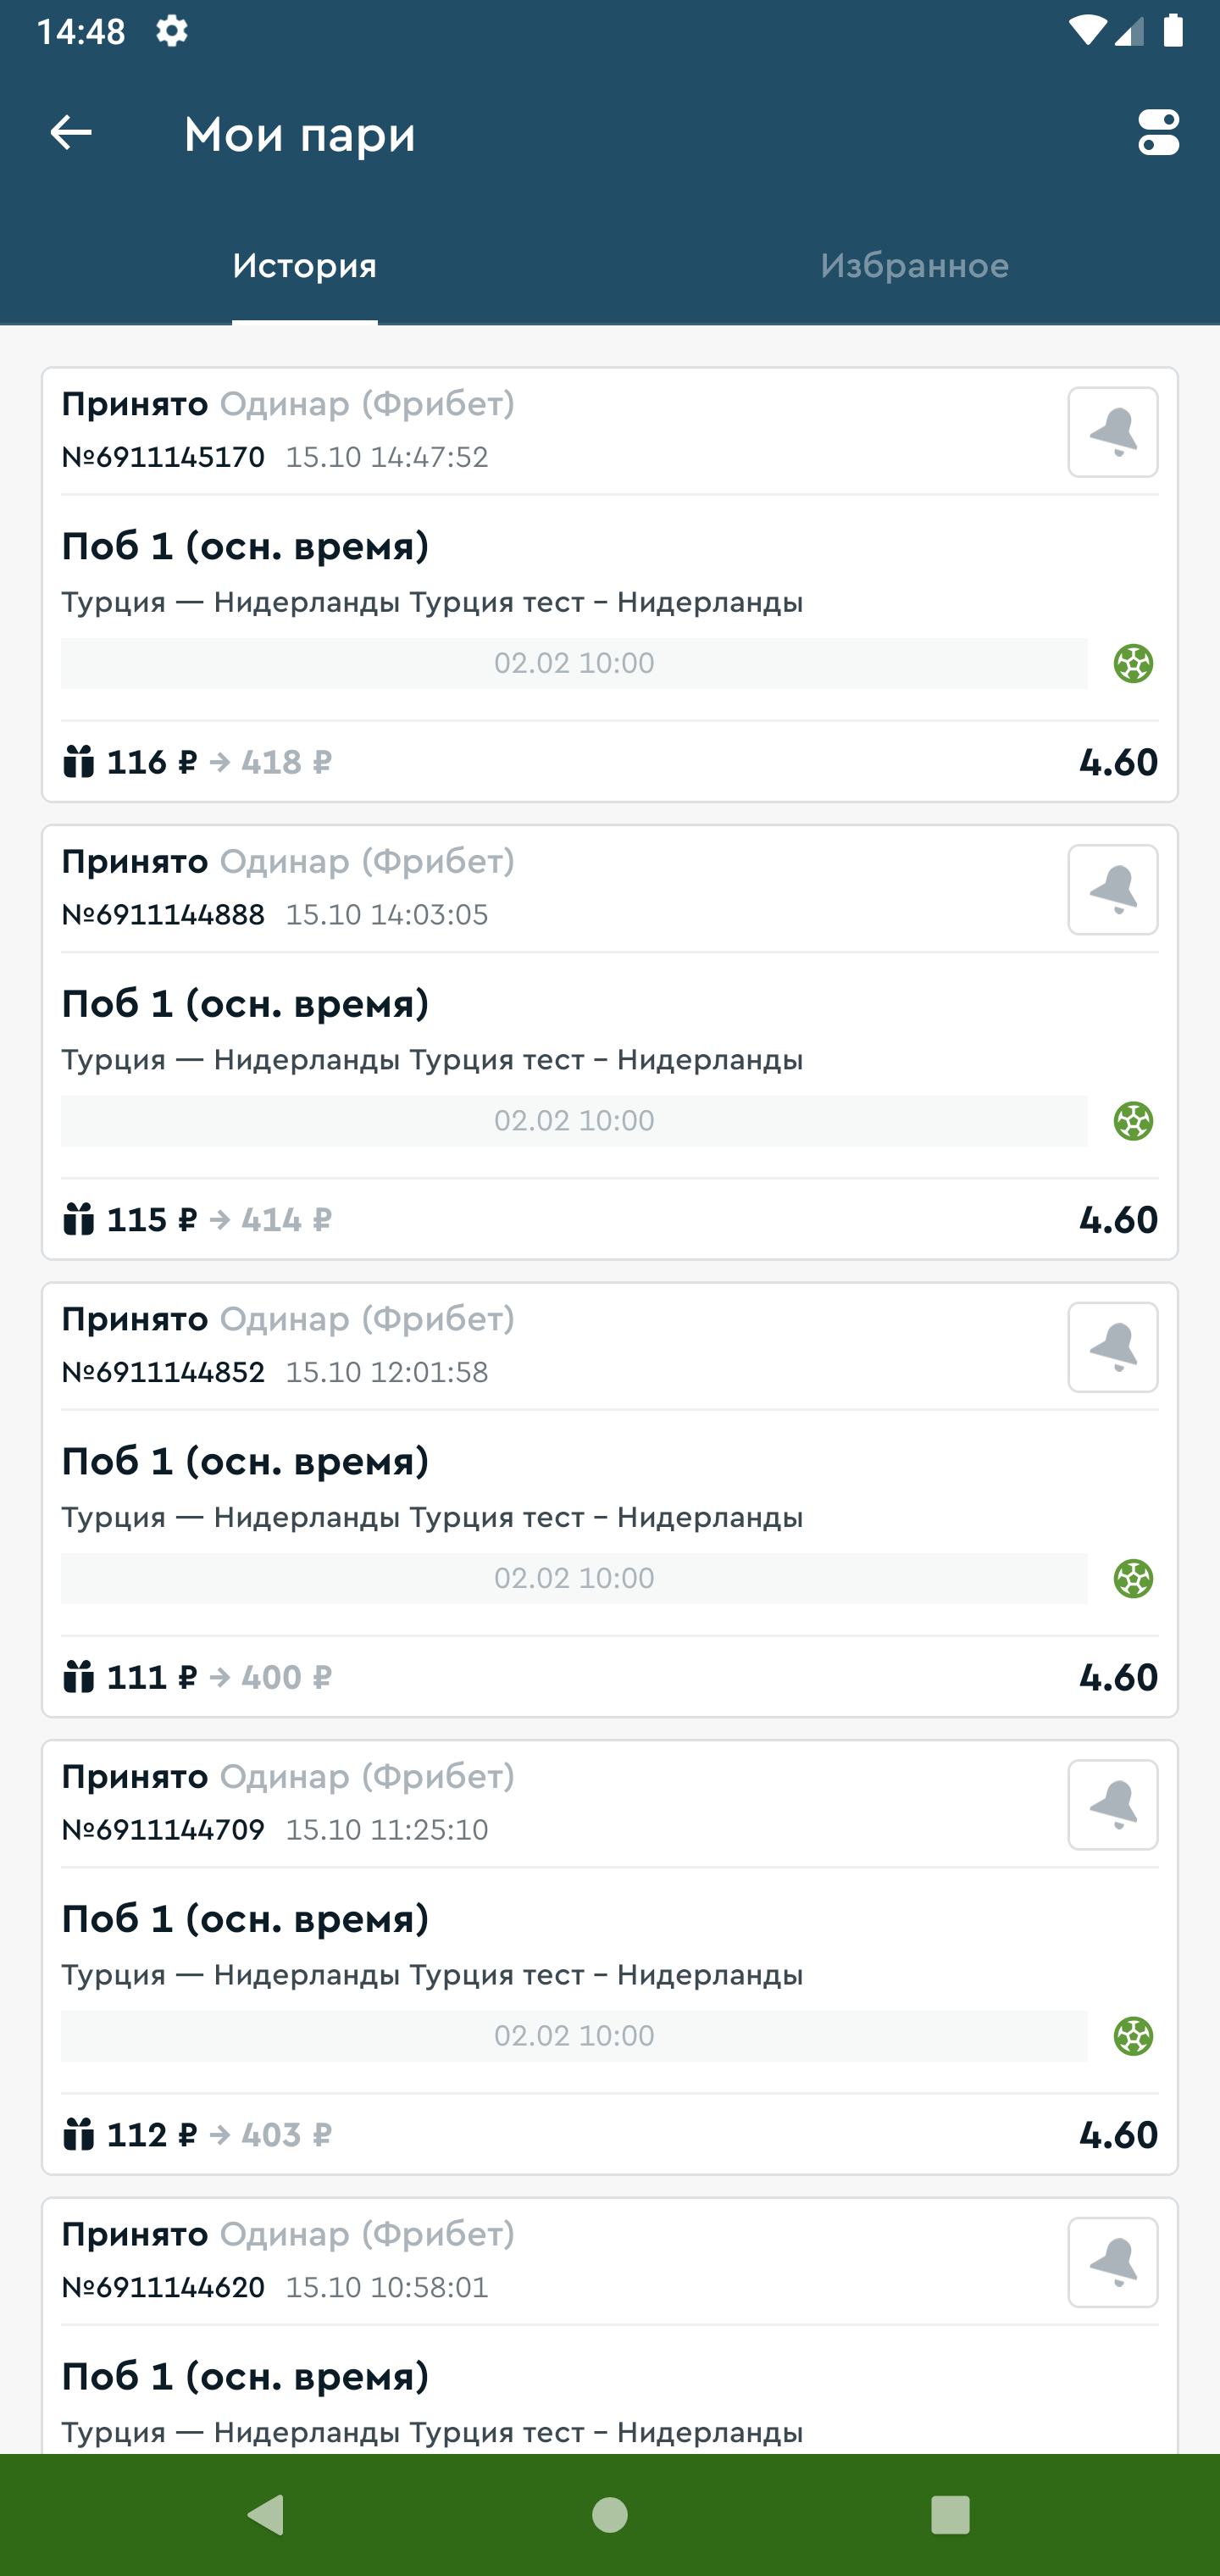 14:48
Мои пари
История
Избранное
Принято Одинар (Фрибет)
№6911145170 15.10 14:47:52
Поб 1 (осн. время)
Турция — Нидерланды Турция тест – Нидерланды
02.02 10:00
116 ₽ → 418 ₽
4.60
Принято Одинар (Фрибет)
№6911144888 15.10 14:03:05
Поб 1 (осн. время)
Турция — Нидерланды Турция тест – Нидерланды
02.02 10:00
115 ₽ → 414 ₽
4.60
Принято Одинар (Фрибет)
№6911144852 15.10 12:01:58
Поб 1 (осн. время)
Турция — Нидерланды Турция тест – Нидерланды
02.02 10:00
111 ₽ → 400 ₽
4.60
Принято Одинар (Фрибет)
№6911144709 15.10 11:25:10
Поб 1 (осн. время)
Турция — Нидерланды Турция тест – Нидерланды
02.02 10:00
112 ₽ → 403 ₽
4.60
Принято Одинар (Фрибет)
№6911144620 15.10 10:58:01
Поб 1 (осн. время)
Турция — Нидерланды Турция тест – Нидерланды